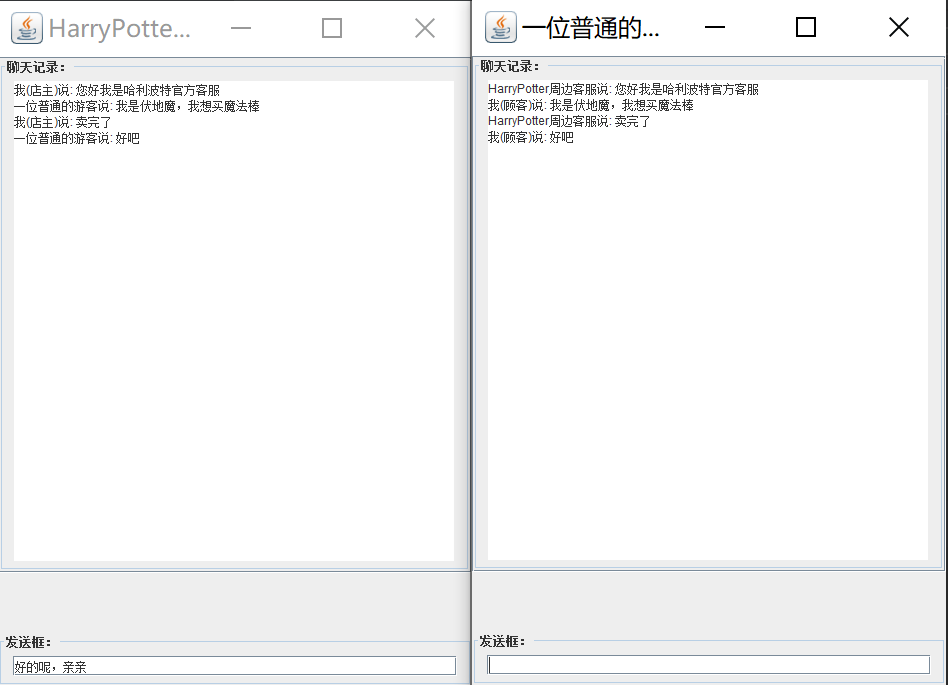 HarryPotte...
聊天记录：
我(店主)说: 您好我是哈利波特官方客服
一位普通的游客说: 我是伏地魔，我想买魔法棒
我(店主)说: 卖完了
一位普通的游客说: 好吧
发送框：
好的呢，亲亲
一位普通的...
聊天记录：
HarryPotter周边客服说: 您好我是哈利波特官方客服
我(顾客)说: 我是伏地魔，我想买魔法棒
HarryPotter周边客服说: 卖完了
我(顾客)说: 好吧
发送框：